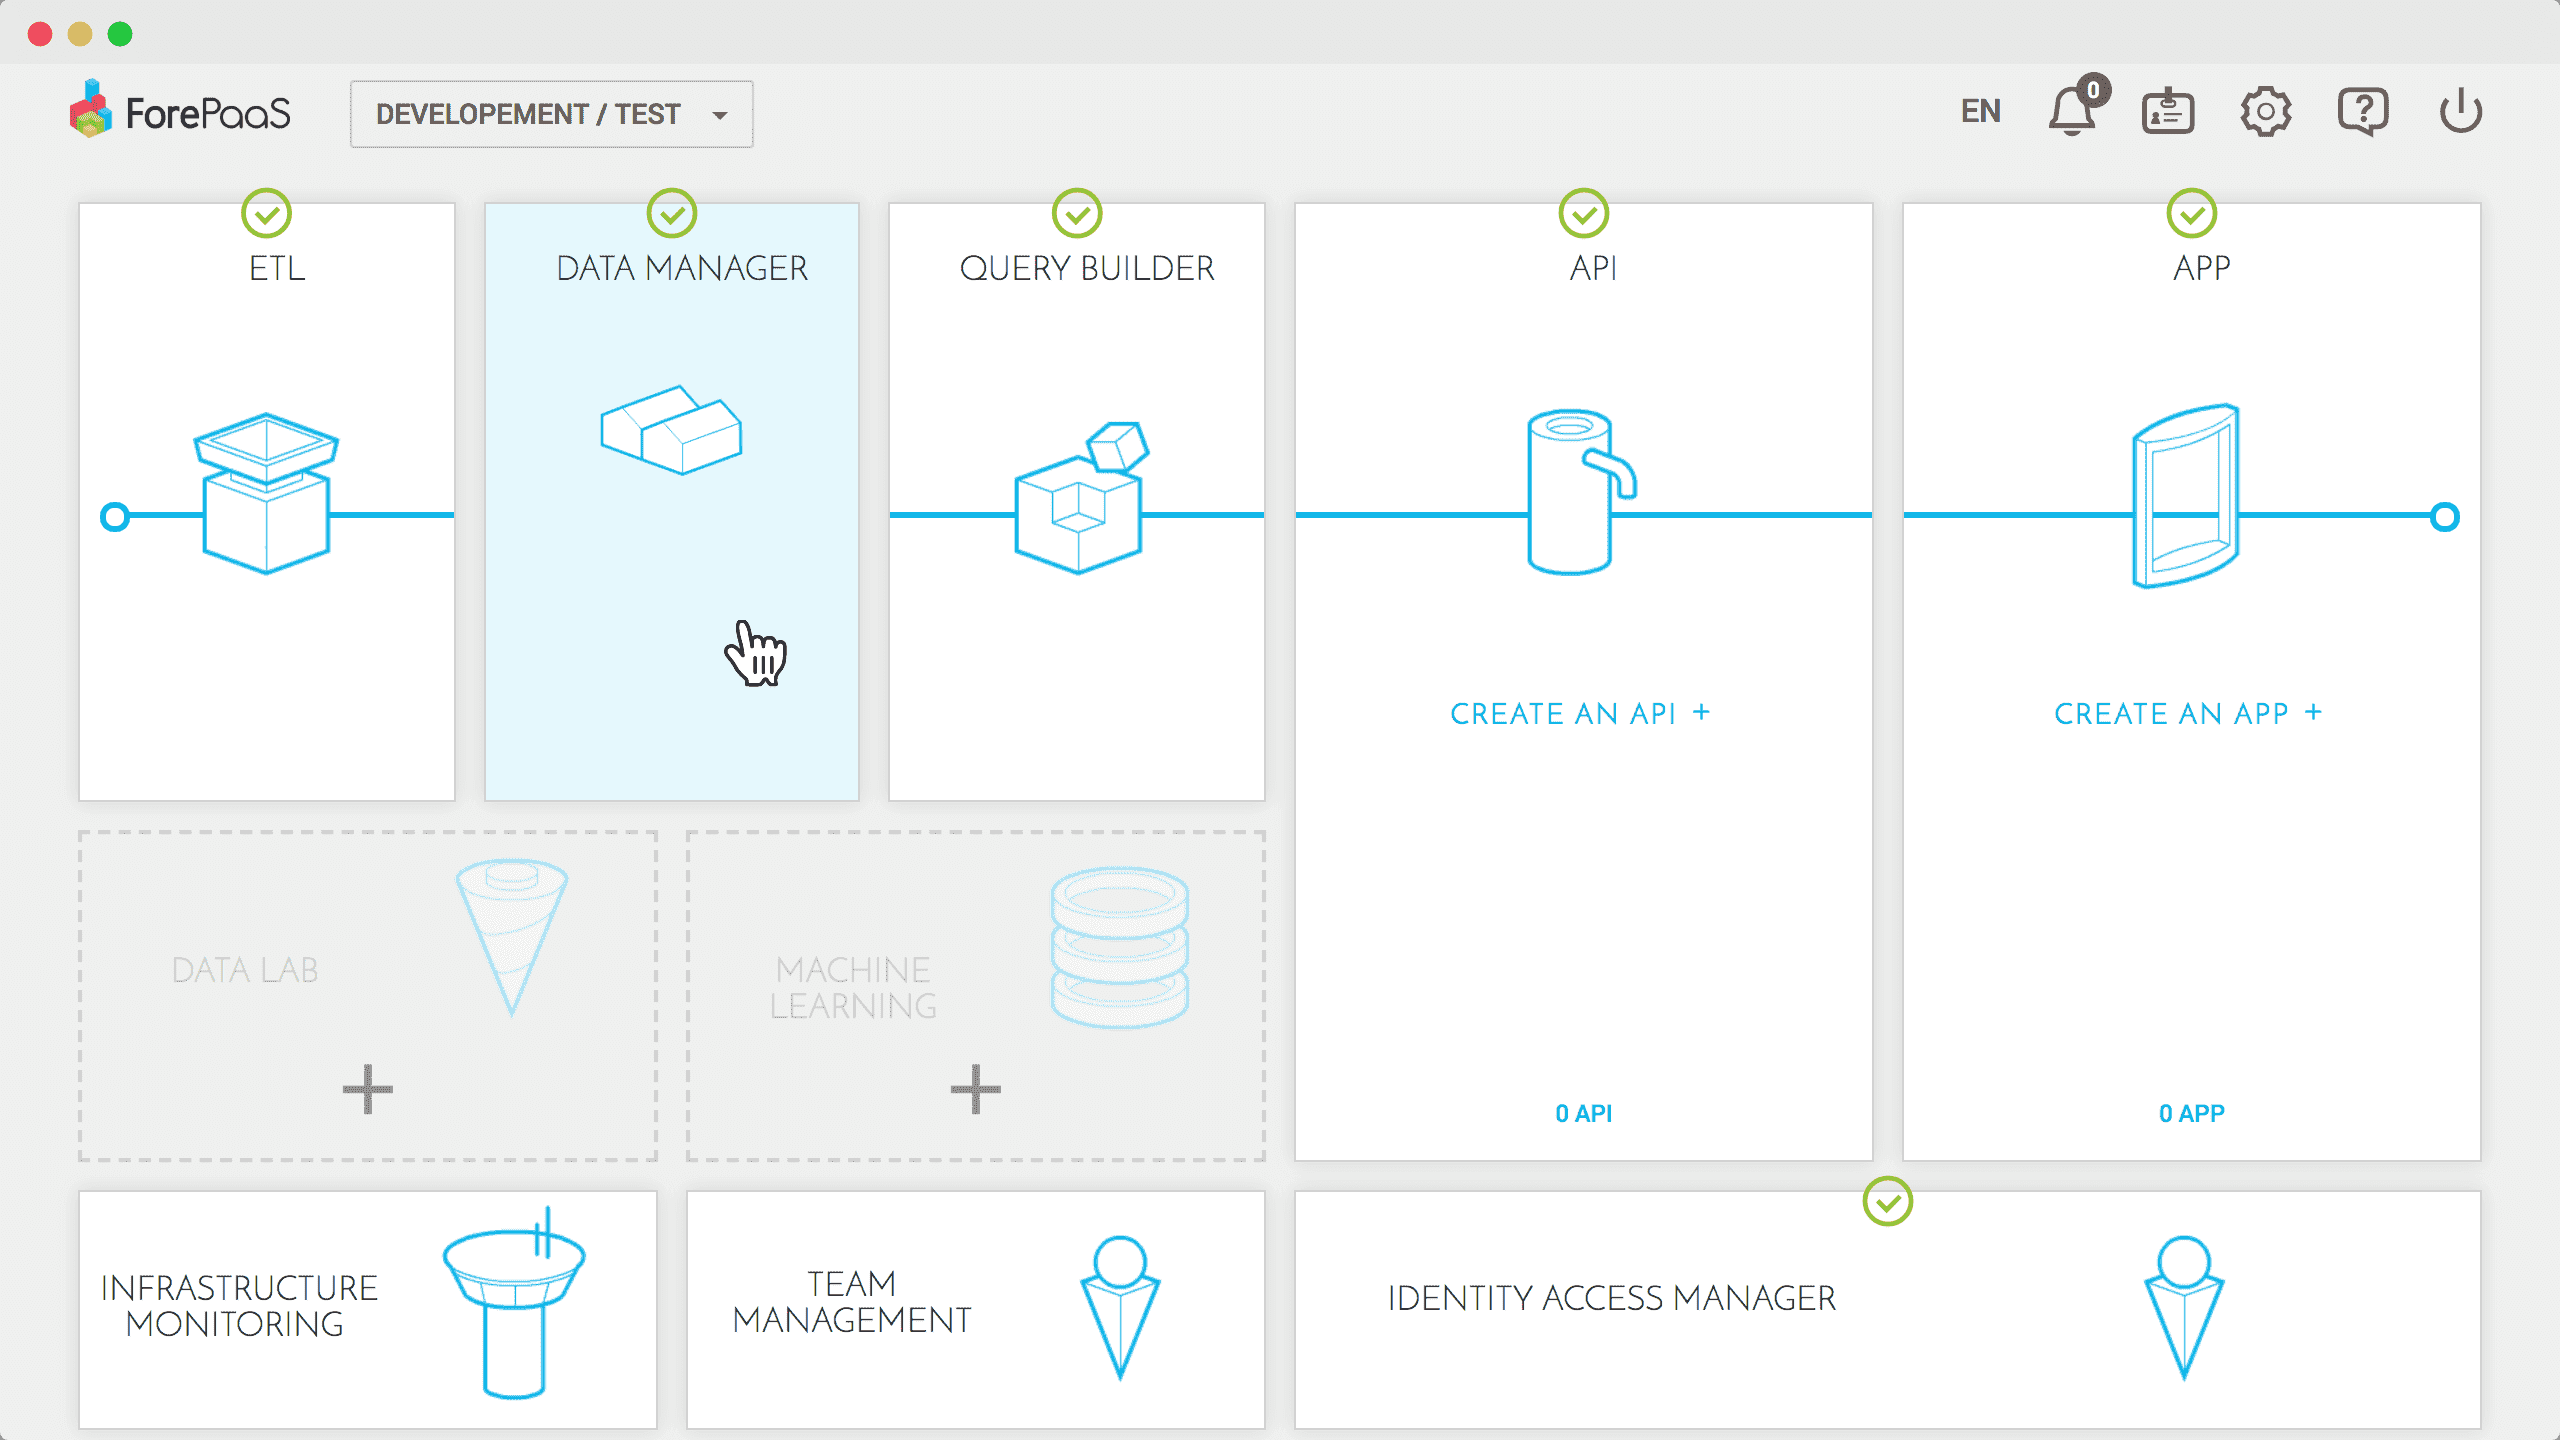 ForePaaS
DEVELOPEMENT / TEST
EN
0
ETL
DATA MANAGER
QUERY BUILDER
API
APP
CREATE AN API +
CREATE AN APP +
DATA LAB
MACHINE
LEARNING
0 API
0 APP
INFRASTRUCTURE
MONITORING
TEAM
MANAGEMENT
IDENTITY ACCESS MANAGER